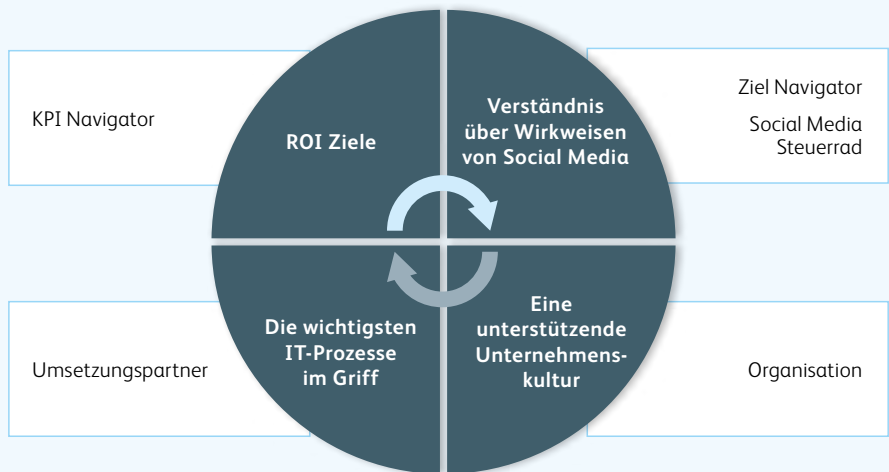 KPI Navigator
ROI Ziele
Verständnis
über Wirkweisen
von Social Media
Ziel Navigator
Social Media
Steuerrad
Umsetzungspartner
Die wichtigsten
IT-Prozesse
im Griff
Eine
unterstützende
Unternehmens-
kultur
Organisation